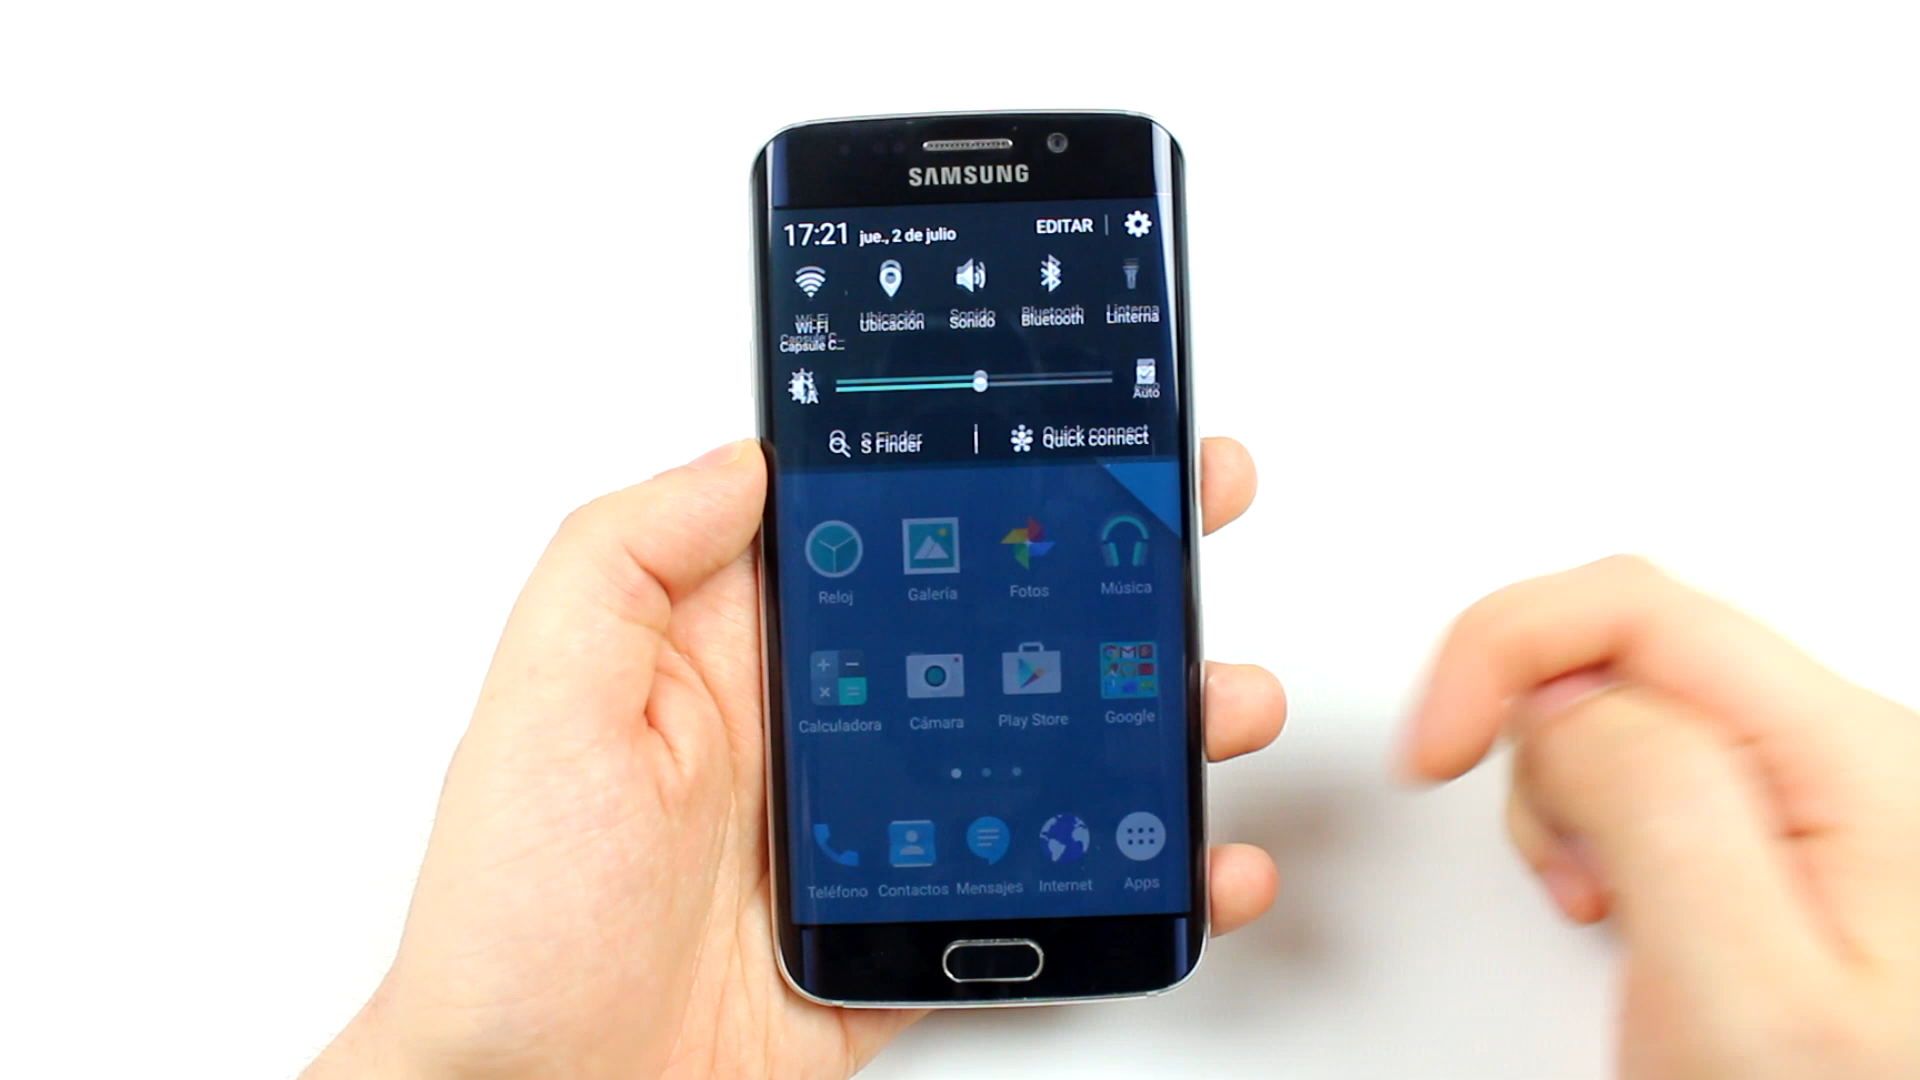 SAMSUNG
17:21 jue., 2 de julio EDITAR
Wi-Fi Ubicación Sonido Bluetooth Linterna
Capsule C...
Auto
S Finder Quick connect
Reloj Galería Fotos Música
Calculadora Cámara Play Store Google
Teléfono Contactos Mensajes Internet Apps